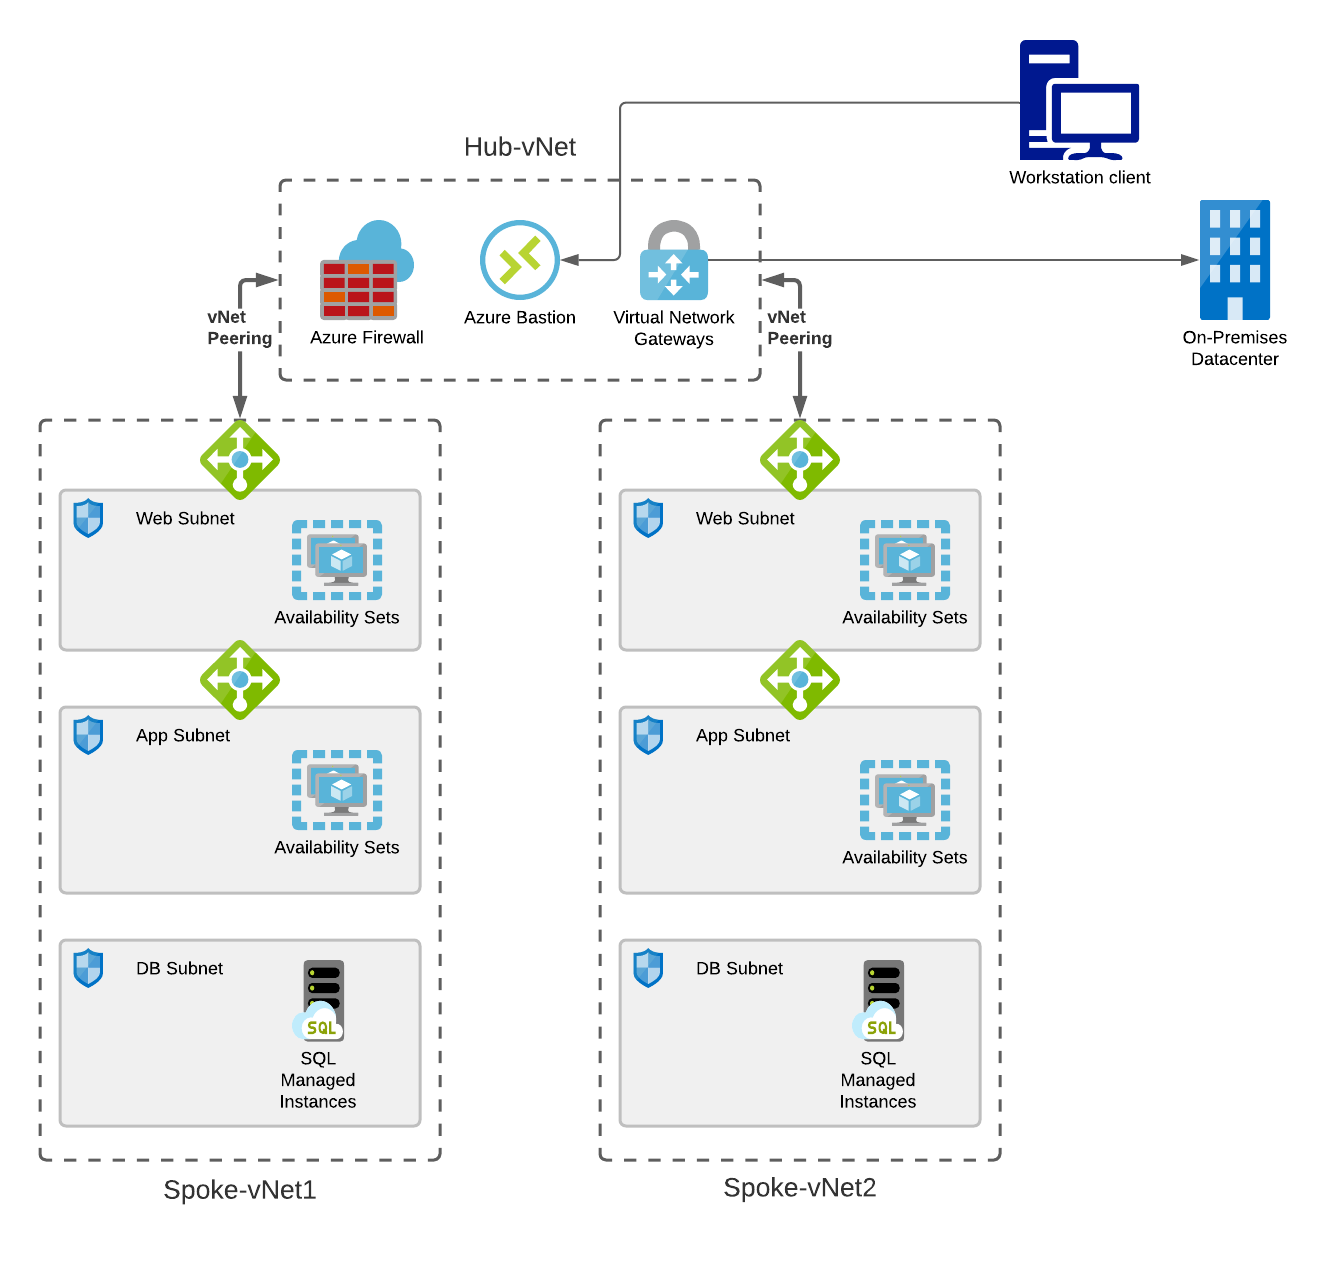 Workstation client
Hub-vNet
On-Premises
Datacenter
vNet
Peering
Azure Firewall
Azure Bastion
Virtual Network
Gateways
vNet
Peering
Web Subnet
Availability Sets
App Subnet
Availability Sets
DB Subnet
SQL
SQL
Managed
Instances
Spoke-vNet1
Web Subnet
Availability Sets
App Subnet
Availability Sets
DB Subnet
SQL
SQL
Managed
Instances
Spoke-vNet2